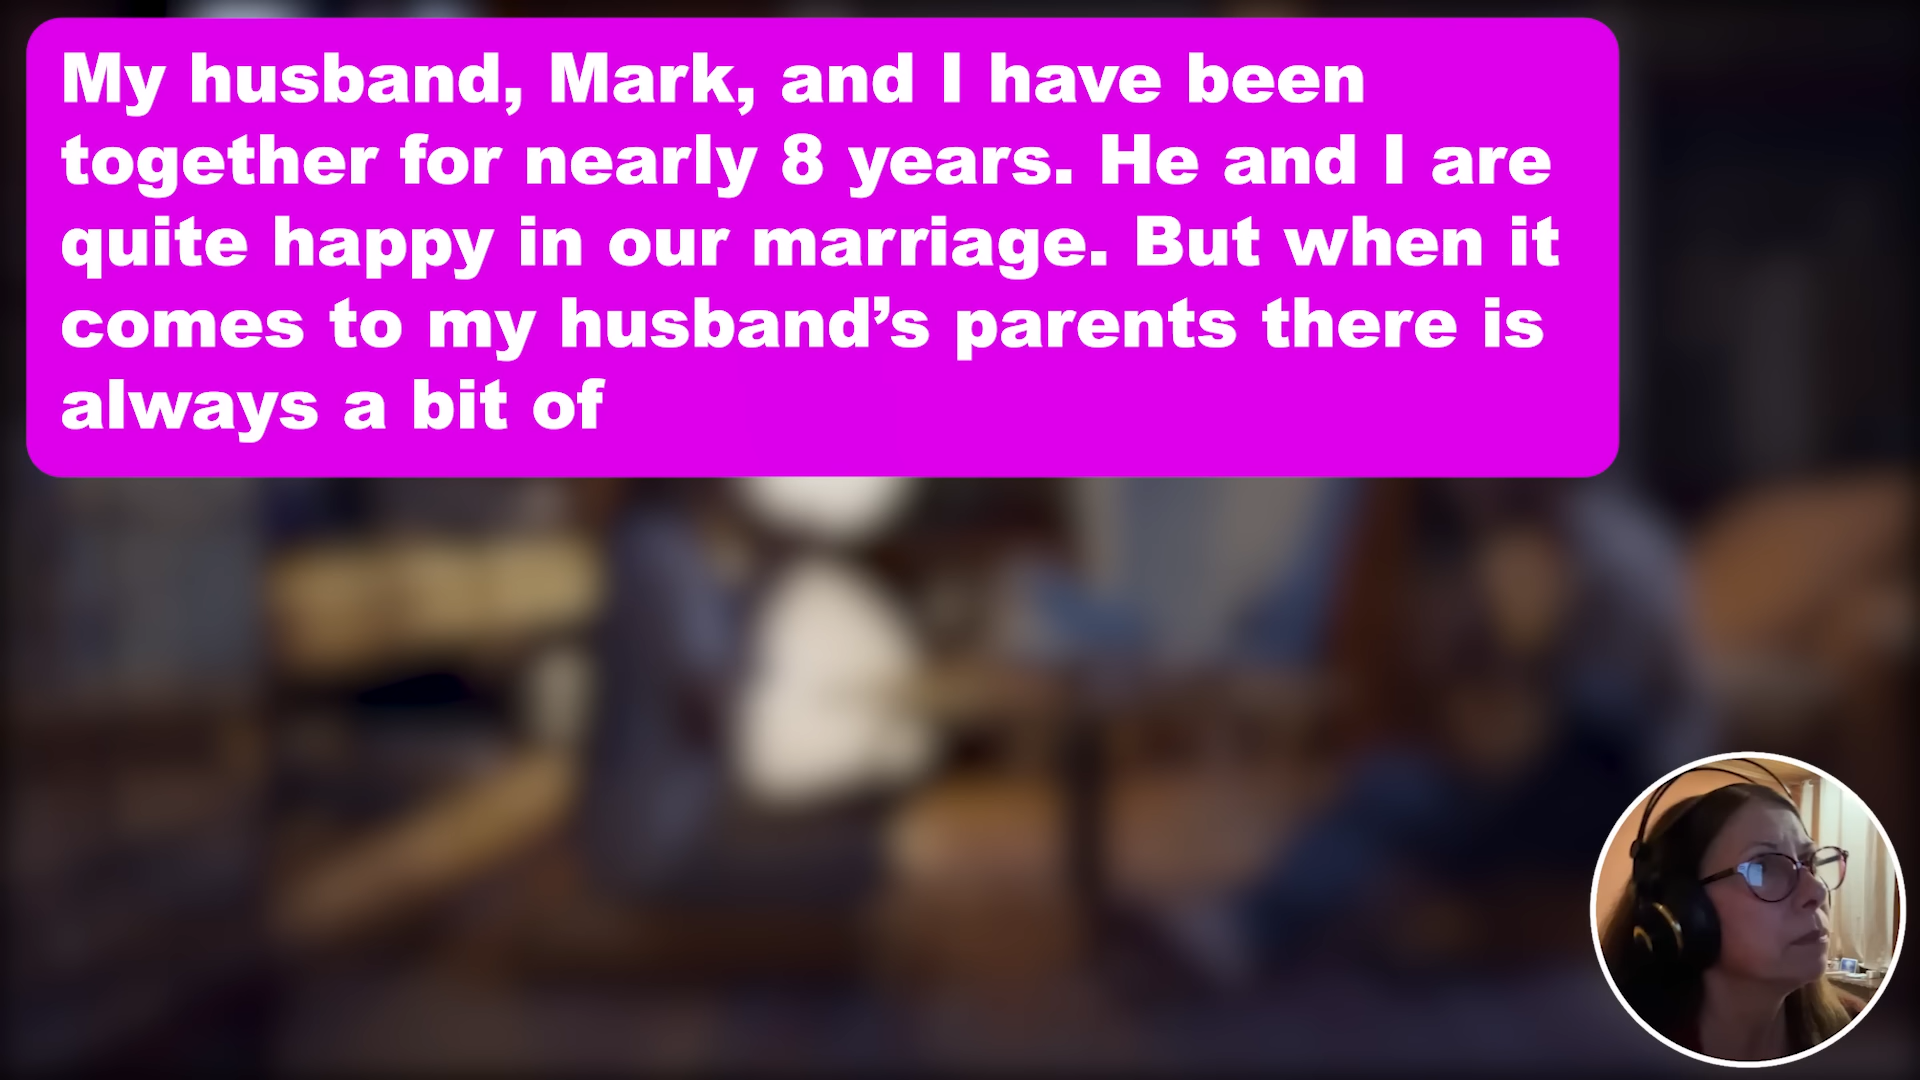 My husband, Mark, and I have been
together for nearly 8 years. He and I are
quite happy in our marriage. But when it
comes to my husband’s parents there is
always a bit of